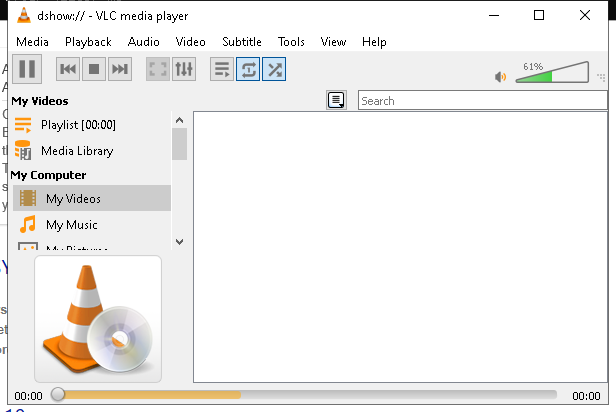 dshow:// - VLC media player
Media Playback Audio Video Subtitle Tools View Help
61%
My Videos
Search
Playlist [00:00]
Media Library
My Computer
My Videos
My Music
My Pictures
00:00 00:00